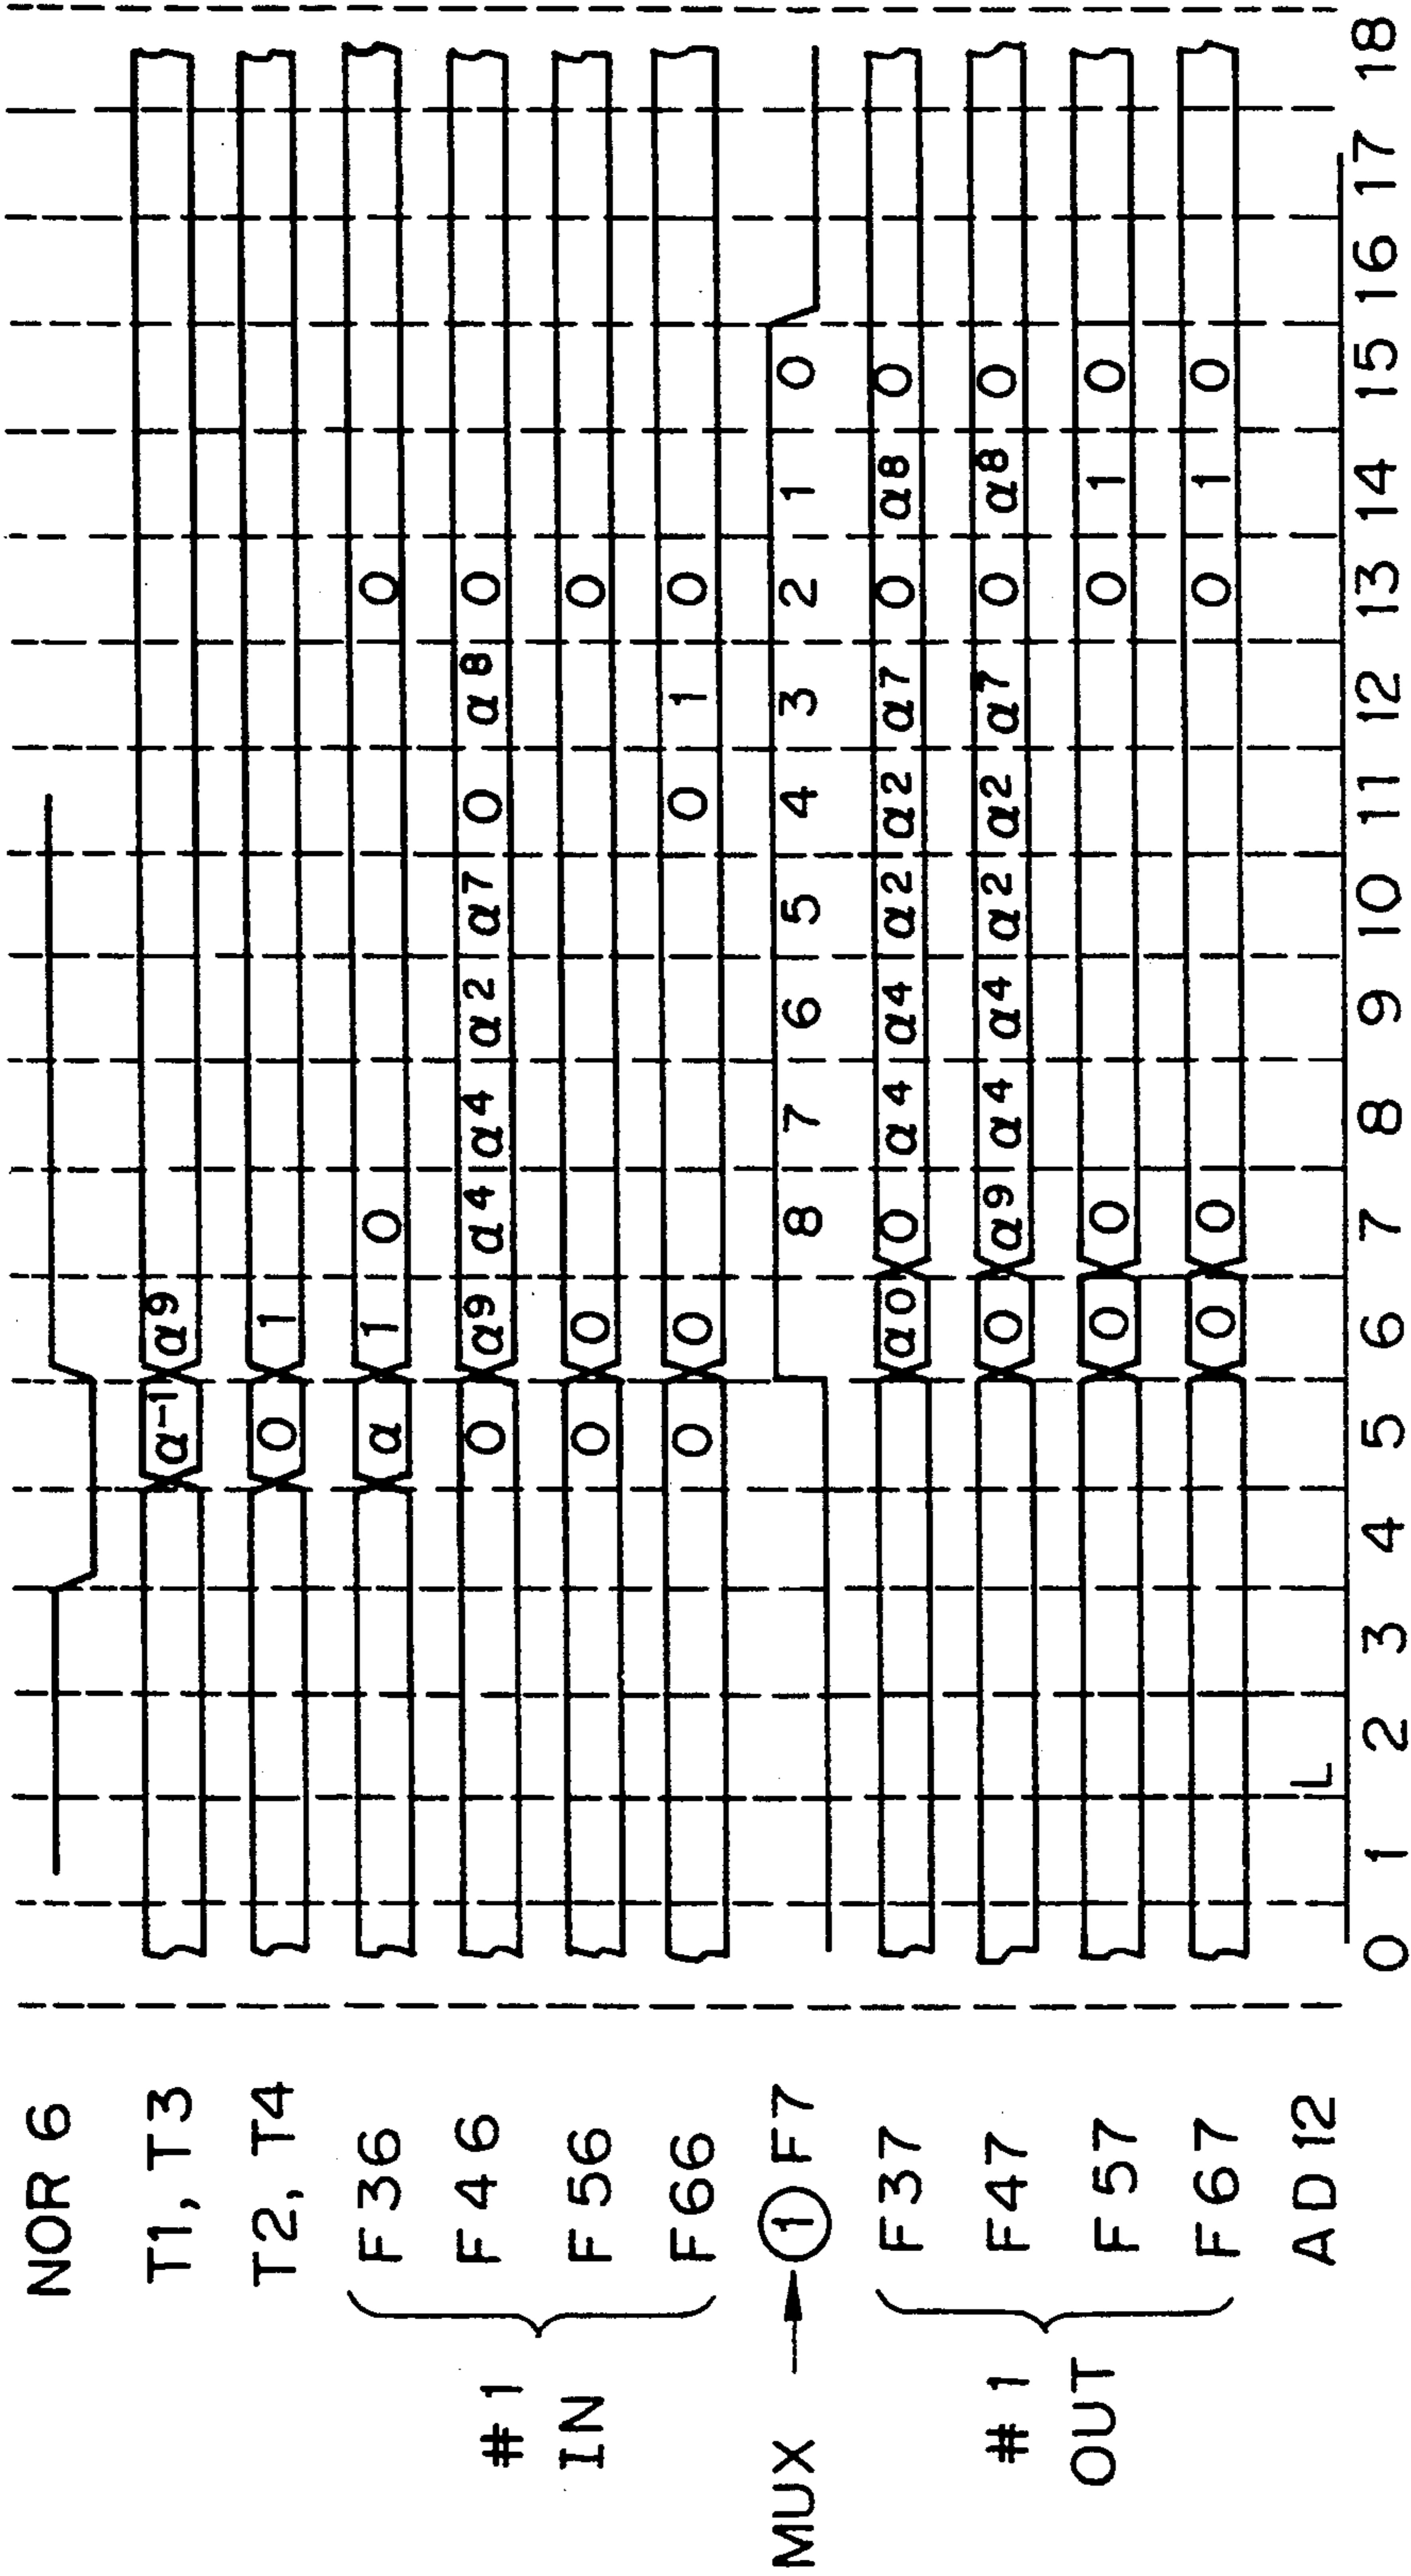 NOR 6
T1, T3 α-1 α9
T2, T4 0 1
F36 α 1 0 0
F46 0 α9 α4 α4 α2 α7 0 α8 0
# 1 IN
F56 0 0 0
F66 0 0 0 1 0
MUX → ① F7 8 7 6 5 4 3 2 1 0
F37 α0 0 α4 α4 α2 α2 α7 0 α8 0
F47 0 α9 α4 α4 α2 α2 α7 0 α8 0
# 1 OUT
F57 0 0 0 1 0
F67 0 0 0 1 0
AD12 L
0 1 2 3 4 5 6 7 8 9 10 11 12 13 14 15 16 17 18